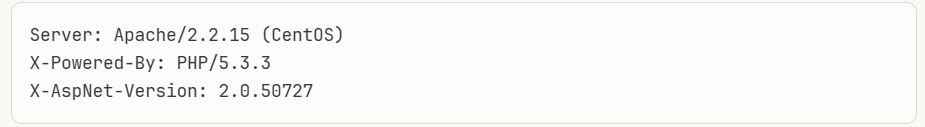 Server: Apache/2.2.15 (CentOS)
X-Powered-By: PHP/5.3.3
X-AspNet-Version: 2.0.50727